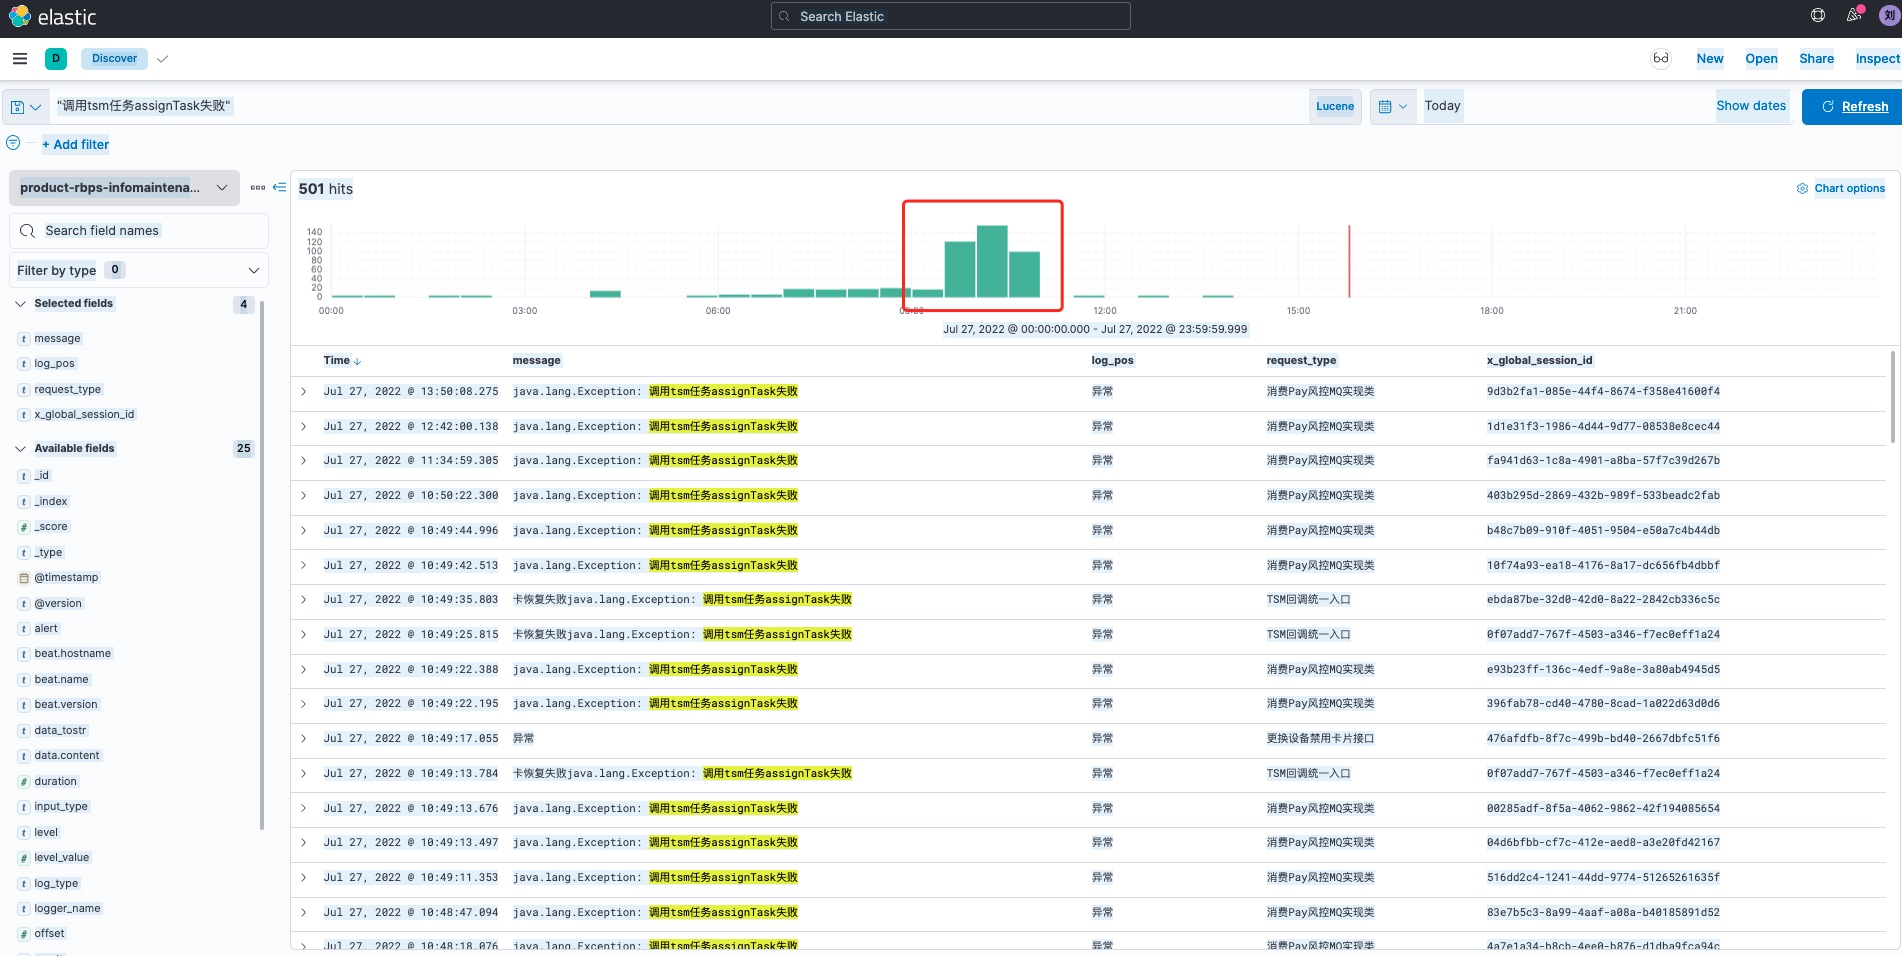 elastic
Search Elastic
刘
D
Discover
New
Open
Share
Inspect
"调用tsm任务assignTask失败"
Lucene
Today
Show dates
Refresh
+ Add filter
product-rbps-infomaintena...
501 hits
Chart options
Search field names
Filter by type 0
Selected fields 4
message
log_pos
request_type
x_global_session_id
Available fields 25
_id
_index
_score
_type
@timestamp
@version
alert
beat.hostname
beat.name
beat.version
data_tostr
data.content
duration
input_type
level
level_value
log_type
logger_name
offset
140
120
100
80
60
40
20
0
00:00 03:00 06:00 09:00 12:00 15:00 18:00 21:00
Jul 27, 2022 @ 00:00:00.000 - Jul 27, 2022 @ 23:59:59.999
Time message log_pos request_type x_global_session_id
Jul 27, 2022 @ 13:50:08.275 java.lang.Exception: 调用tsm任务assignTask失败 异常 消费Pay风控MQ实现类 9d3b2fa1-085e-44f4-8674-f358e41600f4
Jul 27, 2022 @ 12:42:00.138 java.lang.Exception: 调用tsm任务assignTask失败 异常 消费Pay风控MQ实现类 1d1e31f3-1986-4d44-9d77-08538e8cec44
Jul 27, 2022 @ 11:34:59.305 java.lang.Exception: 调用tsm任务assignTask失败 异常 消费Pay风控MQ实现类 fa941d63-1c8a-4901-a8ba-57f7c39d267b
Jul 27, 2022 @ 10:50:22.300 java.lang.Exception: 调用tsm任务assignTask失败 异常 消费Pay风控MQ实现类 403b295d-2869-432b-989f-533beadc2fab
Jul 27, 2022 @ 10:49:44.996 java.lang.Exception: 调用tsm任务assignTask失败 异常 消费Pay风控MQ实现类 b48c7b09-910f-4051-9504-e50a7c4b44db
Jul 27, 2022 @ 10:49:42.513 java.lang.Exception: 调用tsm任务assignTask失败 异常 消费Pay风控MQ实现类 10f74a93-ea18-4176-8a17-dc656fb4dbbf
Jul 27, 2022 @ 10:49:35.803 卡恢复失败java.lang.Exception: 调用tsm任务assignTask失败 异常 TSM回调统一入口 ebda87be-32d0-42d0-8a22-2842cb336c5c
Jul 27, 2022 @ 10:49:25.815 卡恢复失败java.lang.Exception: 调用tsm任务assignTask失败 异常 TSM回调统一入口 0f07add7-767f-4503-a346-f7ec0eff1a24
Jul 27, 2022 @ 10:49:22.388 java.lang.Exception: 调用tsm任务assignTask失败 异常 消费Pay风控MQ实现类 e93b23ff-136c-4edf-9a8e-3a80ab4945d5
Jul 27, 2022 @ 10:49:22.195 java.lang.Exception: 调用tsm任务assignTask失败 异常 消费Pay风控MQ实现类 396fab78-cd40-4780-8cad-1a022d63d0d6
Jul 27, 2022 @ 10:49:17.055 异常 异常 更换设备禁用卡片接口 476afdfb-8f7c-499b-bd40-2667dbfc51f6
Jul 27, 2022 @ 10:49:13.784 卡恢复失败java.lang.Exception: 调用tsm任务assignTask失败 异常 TSM回调统一入口 0f07add7-767f-4503-a346-f7ec0eff1a24
Jul 27, 2022 @ 10:49:13.676 java.lang.Exception: 调用tsm任务assignTask失败 异常 消费Pay风控MQ实现类 00285adf-8f5a-4062-9862-42f194085654
Jul 27, 2022 @ 10:49:13.497 java.lang.Exception: 调用tsm任务assignTask失败 异常 消费Pay风控MQ实现类 04d6bfbb-cf7c-412e-aed8-a3e20fd42167
Jul 27, 2022 @ 10:49:11.353 java.lang.Exception: 调用tsm任务assignTask失败 异常 消费Pay风控MQ实现类 516dd2c4-1241-44dd-9774-51265261635f
Jul 27, 2022 @ 10:48:47.094 java.lang.Exception: 调用tsm任务assignTask失败 异常 消费Pay风控MQ实现类 83e7b5c3-8a99-4aaf-a08a-b40185891d52
Jul 27, 2022 @ 10:48:18.076 java.lang.Exception: 调用tsm任务assignTask失败 异常 消费Pay风控MQ实现类 4a7e1a34-b8cb-4ee0-b876-d1dba9fca94c